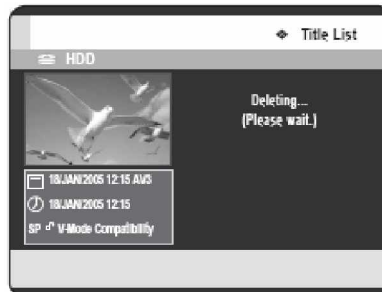 Title List
HDD
Deleting...
(Please wait.)
18/JAN/2005 12:15 AV3
18/JAN/2005 12:15
SP V-Mode Compatibility